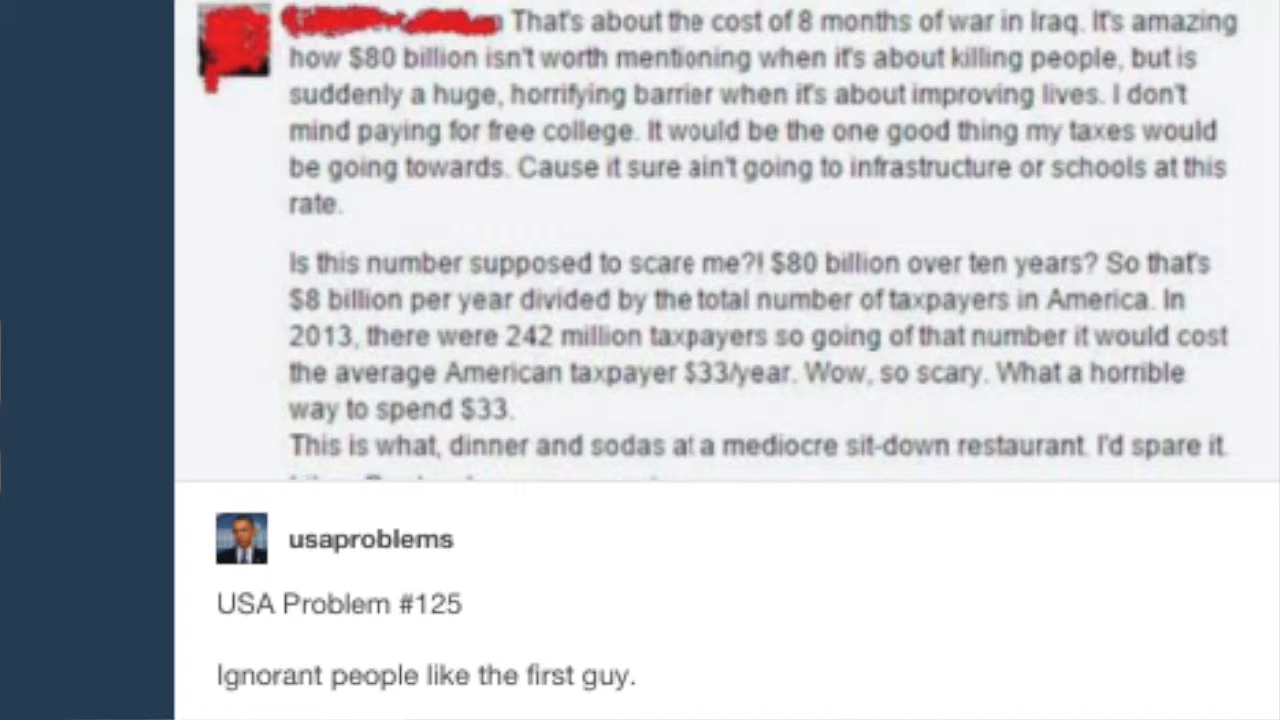 That's about the cost of 8 months of war in Iraq. It's amazing
how $80 billion isn't worth mentioning when it's about killing people, but is
suddenly a huge, horrifying barrier when it's about improving lives. I don't
mind paying for free college. It would be the one good thing my taxes would
be going towards. Cause it sure ain't going to infrastructure or schools at this
rate.
Is this number supposed to scare me?! $80 billion over ten years? So that's
$8 billion per year divided by the total number of taxpayers in America. In
2013, there were 242 million taxpayers so going of that number it would cost
the average American taxpayer $33/year. Wow, so scary. What a horrible
way to spend $33.
This is what, dinner and sodas at a mediocre sit-down restaurant. I'd spare it.
usaproblems
USA Problem #125
Ignorant people like the first guy.